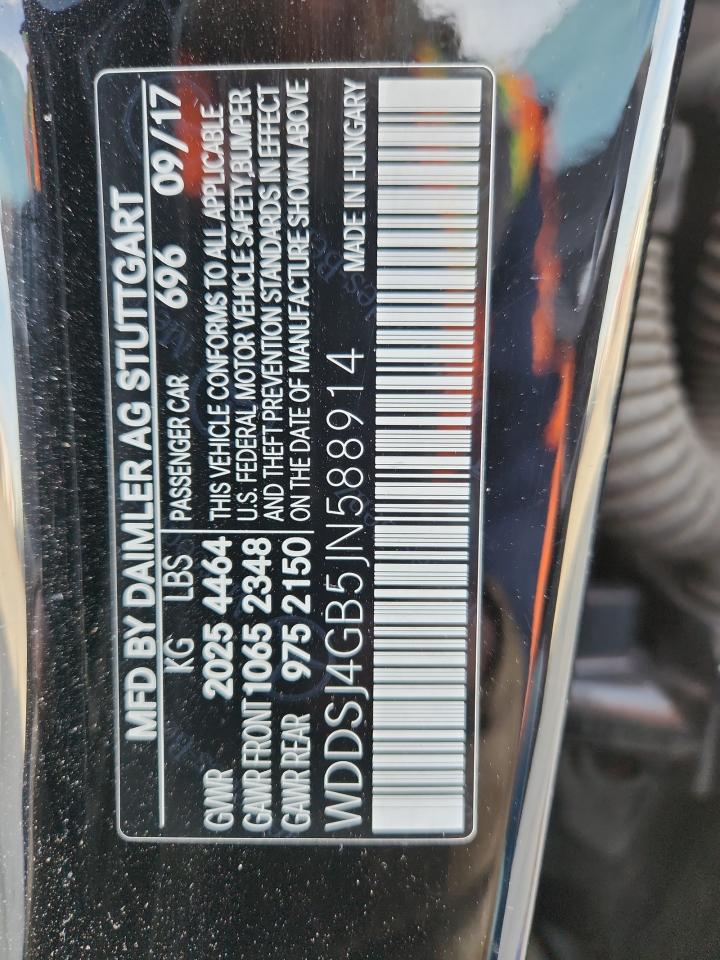 MFD BY DAIMLER AG STUTTGART
KG LBS PASSENGER CAR 696 09/17
GVWR 2025 4464 THIS VEHICLE CONFORMS TO ALL APPLICABLE
GAWR FRONT 1065 2348 U.S. FEDERAL MOTOR VEHICLE SAFETY,BUMPER
GAWR REAR 975 2150 AND THEFT PREVENTION STANDARDS IN EFFECT
ON THE DATE OF MANUFACTURE SHOWN ABOVE
WDDSJ4GB5JN588914 MADE IN HUNGARY